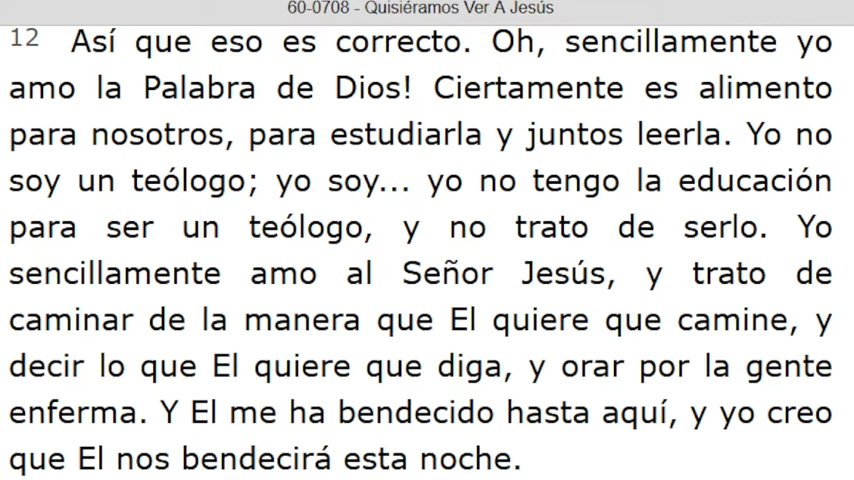 60-0708 - Quisiéramos Ver A Jesús
12 Así que eso es correcto. Oh, sencillamente yo
amo la Palabra de Dios! Ciertamente es alimento
para nosotros, para estudiarla y juntos leerla. Yo no
soy un teólogo; yo soy... yo no tengo la educación
para ser un teólogo, y no trato de serlo. Yo
sencillamente amo al Señor Jesús, y trato de
caminar de la manera que El quiere que camine, y
decir lo que El quiere que diga, y orar por la gente
enferma. Y El me ha bendecido hasta aquí, y yo creo
que El nos bendecirá esta noche.